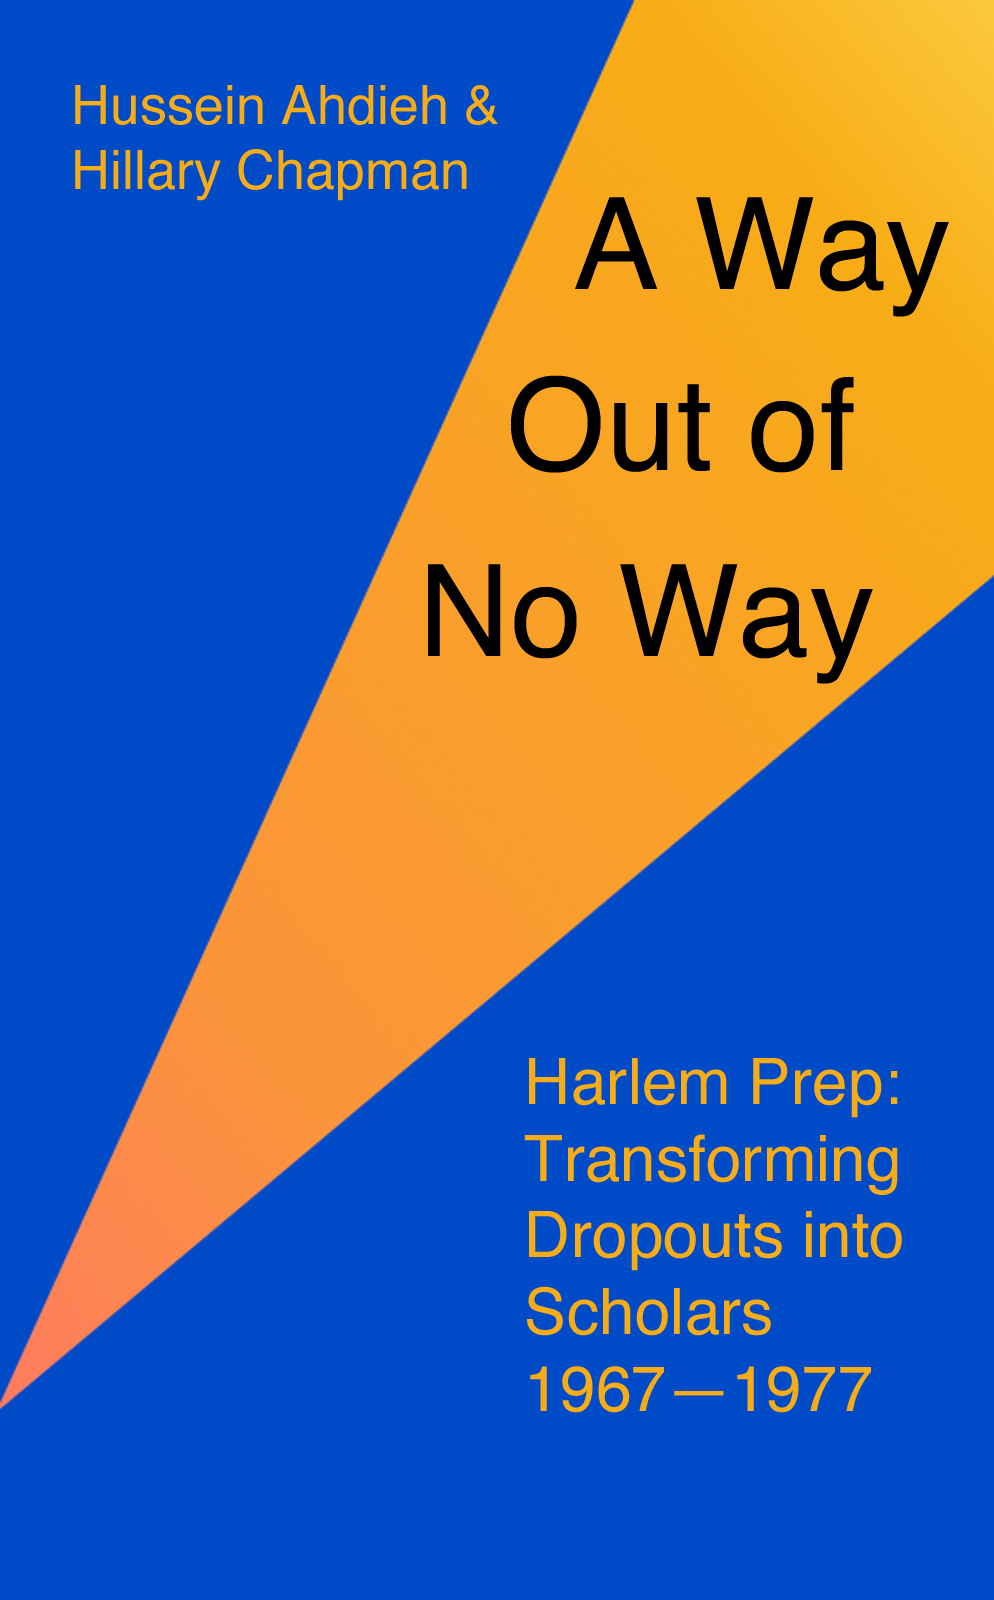 Hussein Ahdieh &
Hillary Chapman
A Way
Out of
No Way
Harlem Prep:
Transforming
Dropouts into
Scholars
1967—1977